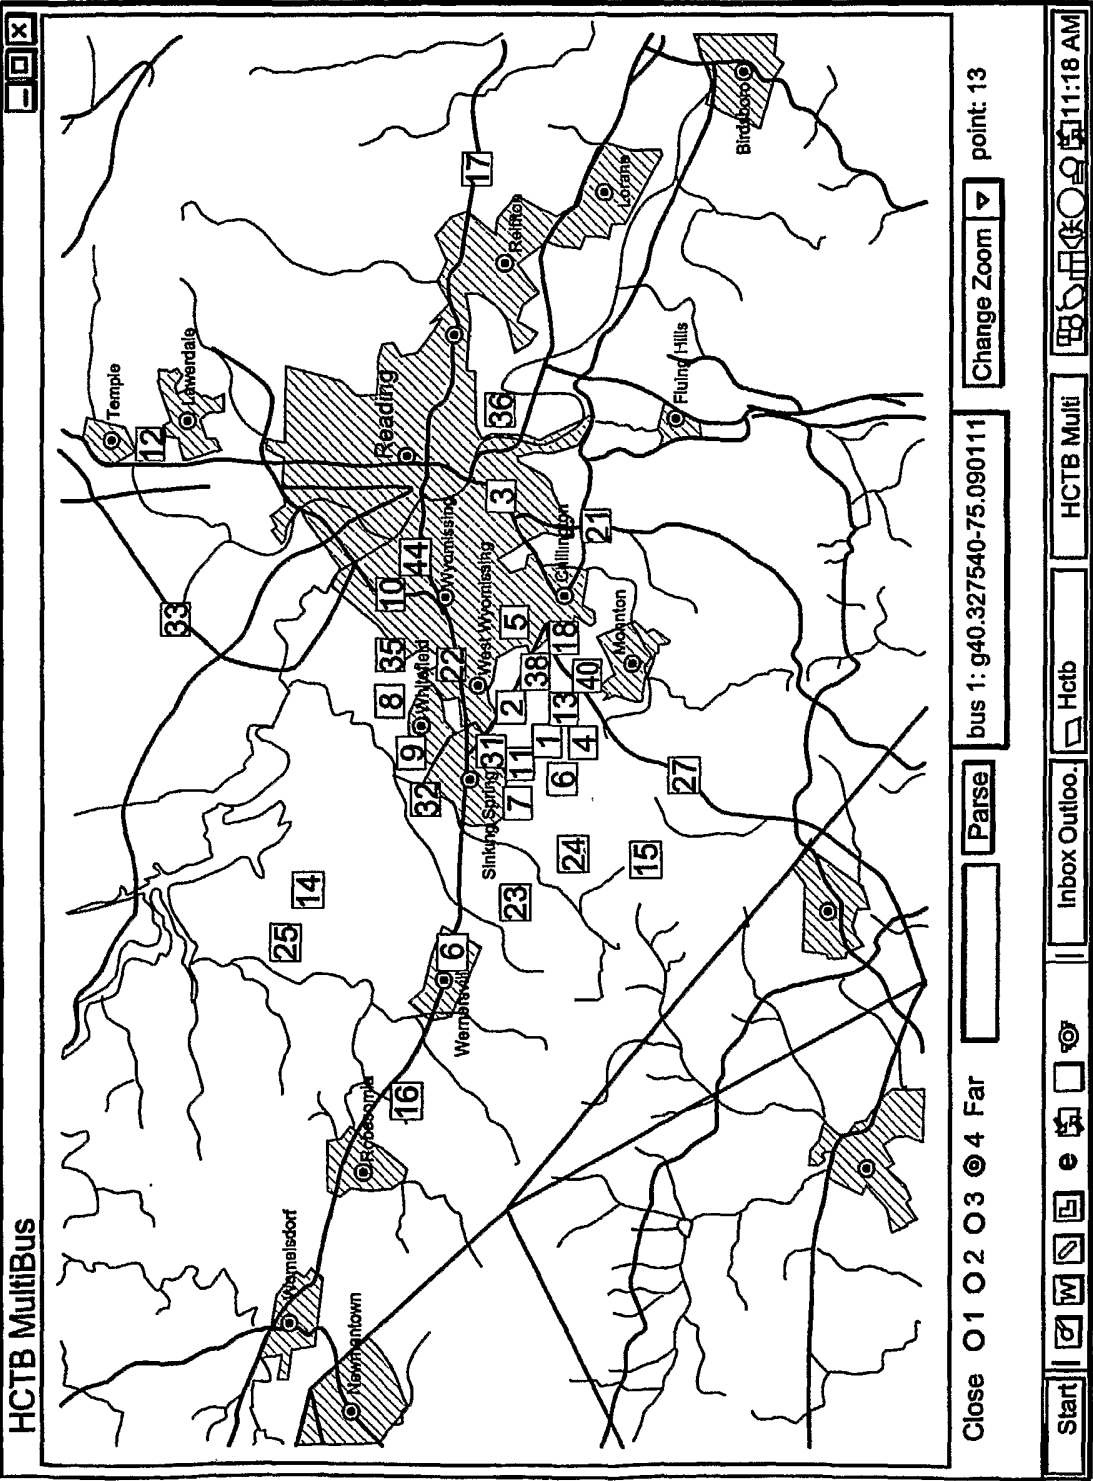 HCTB MultiBus
Newmantown
Womelsdorf
Robesomia
16
Wernersvill
6
25
14
23
24
15
Sinking Spring
32
9
8
35
Whitefield
22
31
7
11
6
1
4
2
13
38
40
18
5
27
West Wyomissing
Wyomissing
10
44
33
Mohnton
Chillington
21
3
36
Reading
12
Temple
Lawerdale
Fluing Hills
Reiffton
17
Lorane
Birdsboro
Close 1 2 3 4 Far
Parse
bus 1: g40.327540-75.090111
Change Zoom
point: 13
Start
W
e
Inbox Outloo..
Hctb
HCTB Multi
11:18 AM